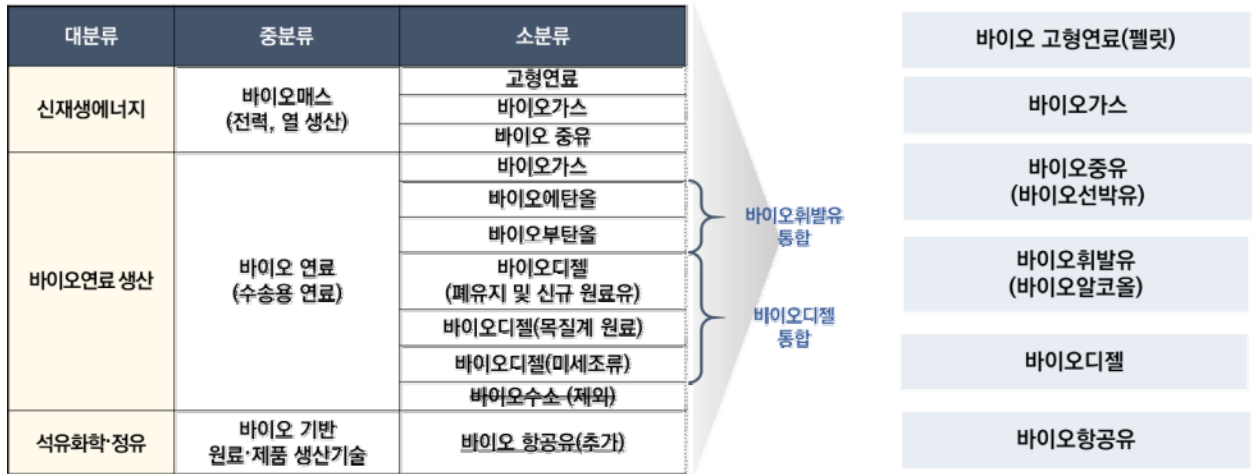 대분류
중분류
소분류
신재생에너지
바이오매스
(전력, 열 생산)
고형연료
바이오가스
바이오 중유
바이오연료 생산
바이오 연료
(수송용 연료)
바이오가스
바이오에탄올
바이오부탄올
바이오디젤
(폐유지 및 신규 원료유)
바이오디젤(목질계 원료)
바이오디젤(미세조류)
바이오수소 (제외)
석유화학·정유
바이오 기반
원료·제품 생산기술
바이오 항공유(추가)
바이오휘발유
통합
바이오디젤
통합
바이오 고형연료(펠릿)
바이오가스
바이오중유
(바이오선박유)
바이오휘발유
(바이오알코올)
바이오디젤
바이오항공유